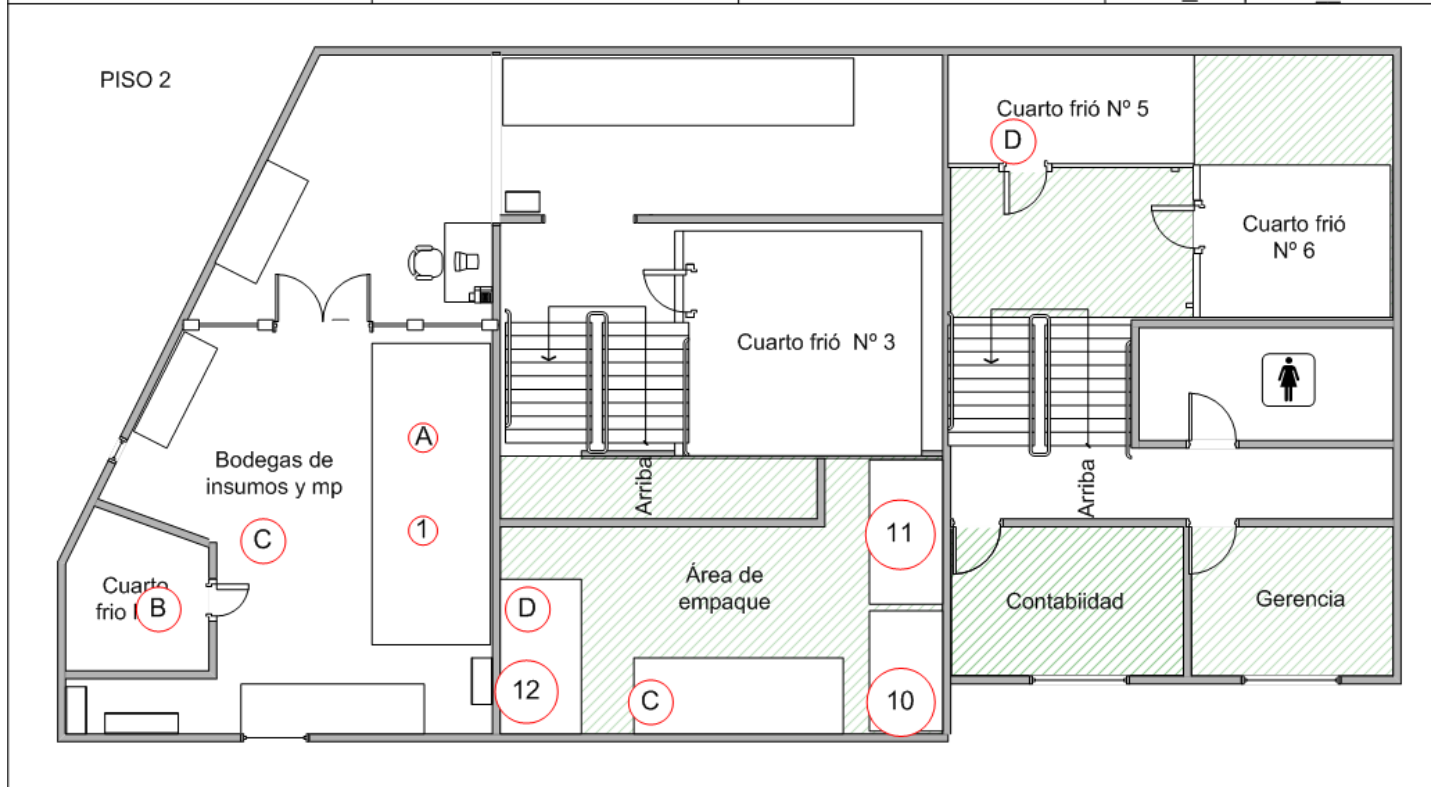 PISO 2
Cuarto frió Nº 5
D
Cuarto frió
Nº 6
Cuarto frió Nº 3
A
Bodegas de
insumos y mp
1
C
Arriba
Arriba
11
Cuarto
frio
B
Área de
empaque
D
Contabiidad
Gerencia
12
C
10